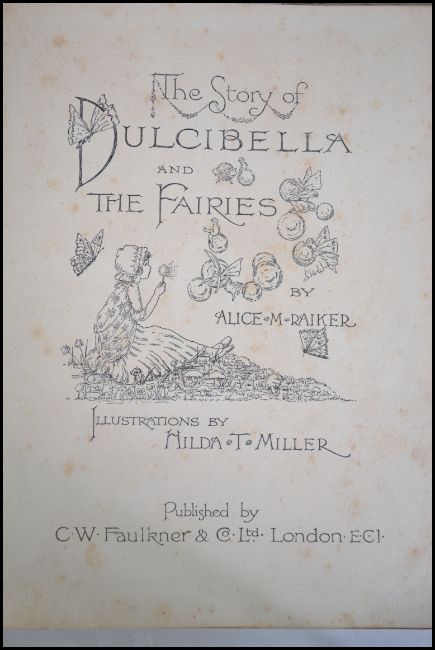 The Story of
DULCIBELLA
AND
THE FAIRIES
BY
ALICE•M•RAIKER
ILLUSTRATIONS BY
HILDA•T•MILLER
Published by
C•W•Faulkner & Co•Ltd• London•E•C1•